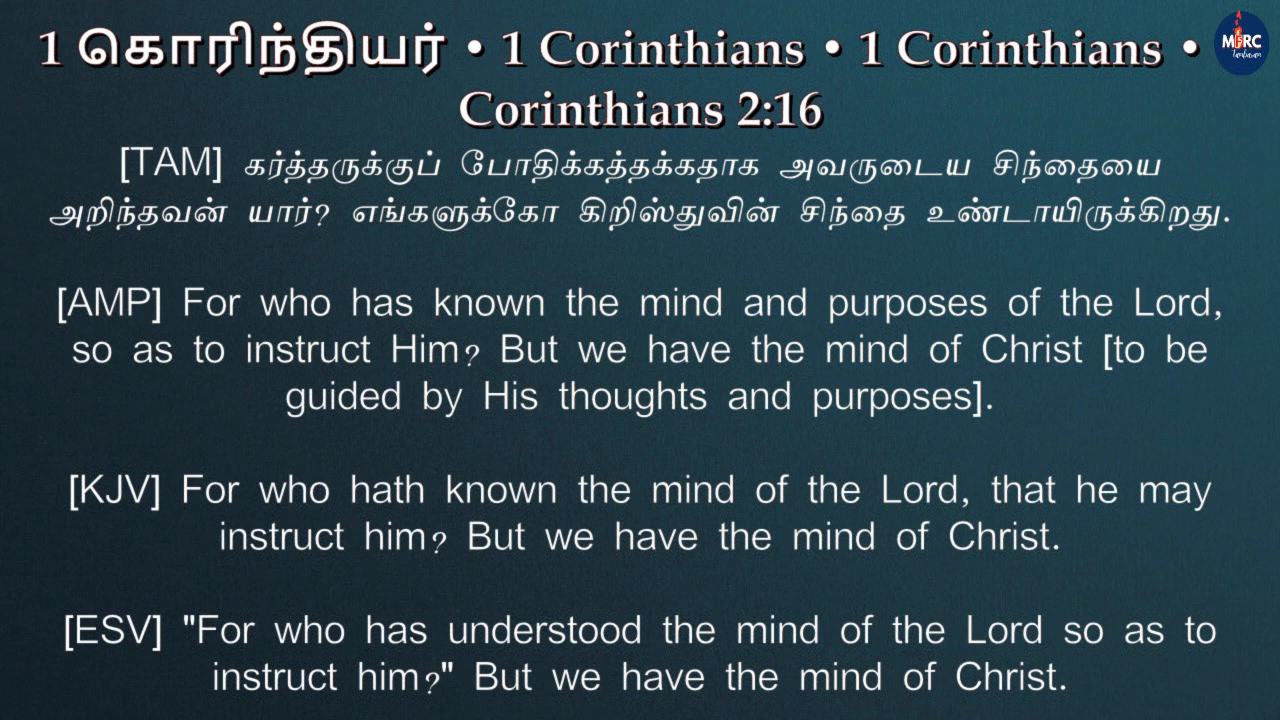 1 கொரிந்தியர் • 1 Corinthians • 1 Corinthians •
Corinthians 2:16
MFRC
Tambaram
[TAM] கர்த்தருக்குப் போதிக்கத்தக்கதாக அவருடைய சிந்தையை
அறிந்தவன் யார்? எங்களுக்கோ கிறிஸ்துவின் சிந்தை உண்டாயிருக்கிறது.
[AMP] For who has known the mind and purposes of the Lord,
so as to instruct Him? But we have the mind of Christ [to be
guided by His thoughts and purposes].
[KJV] For who hath known the mind of the Lord, that he may
instruct him? But we have the mind of Christ.
[ESV] "For who has understood the mind of the Lord so as to
instruct him?" But we have the mind of Christ.